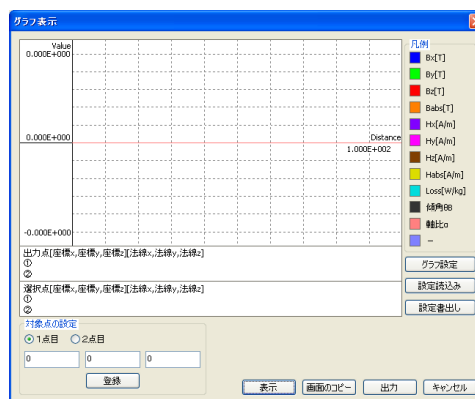 グラフ表示
Value
0.000E+000
0.000E+000
Distance
1.000E+002
-0.000E+000
凡例
Bx[T]
By[T]
Bz[T]
Babs[T]
Hx[A/m]
Hy[A/m]
Hz[A/m]
Habs[A/m]
Loss[W/kg]
傾角θB
軸比α
－
出力点[座標x,座標y,座標z][法線x,法線y,法線z]
①
②
選択点[座標x,座標y,座標z][法線x,法線y,法線z]
①
②
グラフ設定
設定読込み
設定書出し
対象点の設定
1点目
2点目
0
0
0
登録
表示
画面のコピー
出力
キャンセル